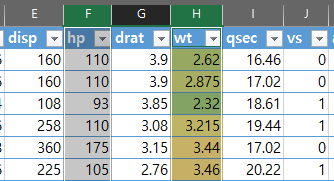 E F G H I J
disp hp drat wt qsec vs
160 110 3.9 2.62 16.46 0
160 110 3.9 2.875 17.02 0
108 93 3.85 2.32 18.61 1
258 110 3.08 3.215 19.44 1
360 175 3.15 3.44 17.02 0
225 105 2.76 3.46 20.22 1